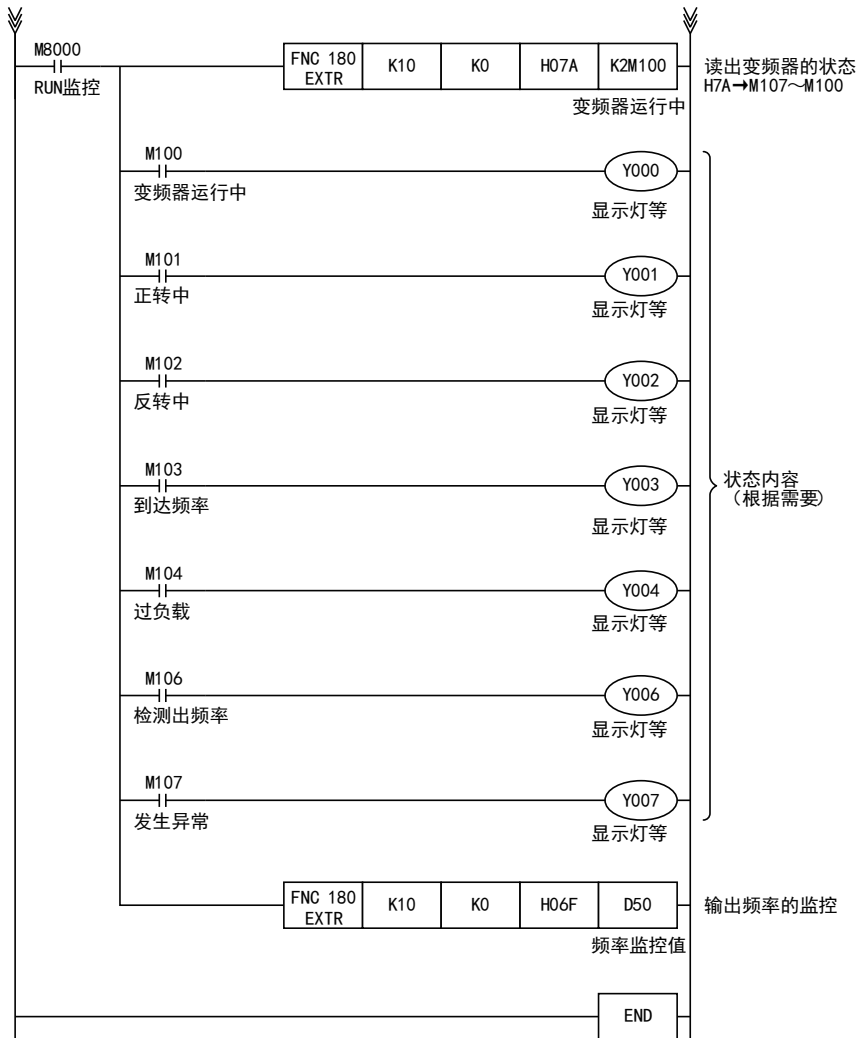 M8000
RUN监控
FNC 180
EXTR
K10
K0
H07A
K2M100
变频器运行中
读出变频器的状态
H7A→M107～M100
M100
变频器运行中
Y000
显示灯等
M101
正转中
Y001
显示灯等
M102
反转中
Y002
显示灯等
M103
到达频率
Y003
显示灯等
状态内容
（根据需要）
M104
过负载
Y004
显示灯等
M106
检测出频率
Y006
显示灯等
M107
发生异常
Y007
显示灯等
FNC 180
EXTR
K10
K0
H06F
D50
频率监控值
输出频率的监控
END